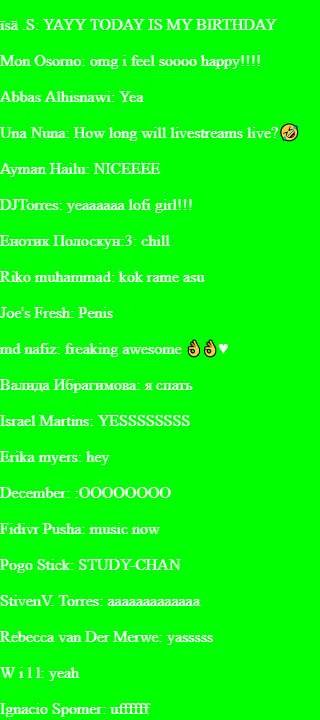 ïsä .S: YAYY TODAY IS MY BIRTHDAY
Mon Osorno: omg i feel soooo happy!!!!
Abbas Alhisnawi: Yea
Una Nuna: How long will livestreams live?🤣
Ayman Hailu: NICEEEE
DJTorres: yeaaaaaa lofi girl!!!
Енотик Полоскун:3: chill
Riko muhammad: kok rame asu
Joe's Fresh: Penis
md nafiz: freaking awesome 👌👌♥
Валида Ибрагимова: я спать
Israel Martins: YESSSSSSSS
Erika myers: hey
December: :OOOOOOOO
Fidivr Pusha: music now
Pogo Stick: STUDY-CHAN
StivenV. Torres: aaaaaaaaaaaaa
Rebecca van Der Merwe: yasssss
W i l l: yeah
Ignacio Spomer: uffffff